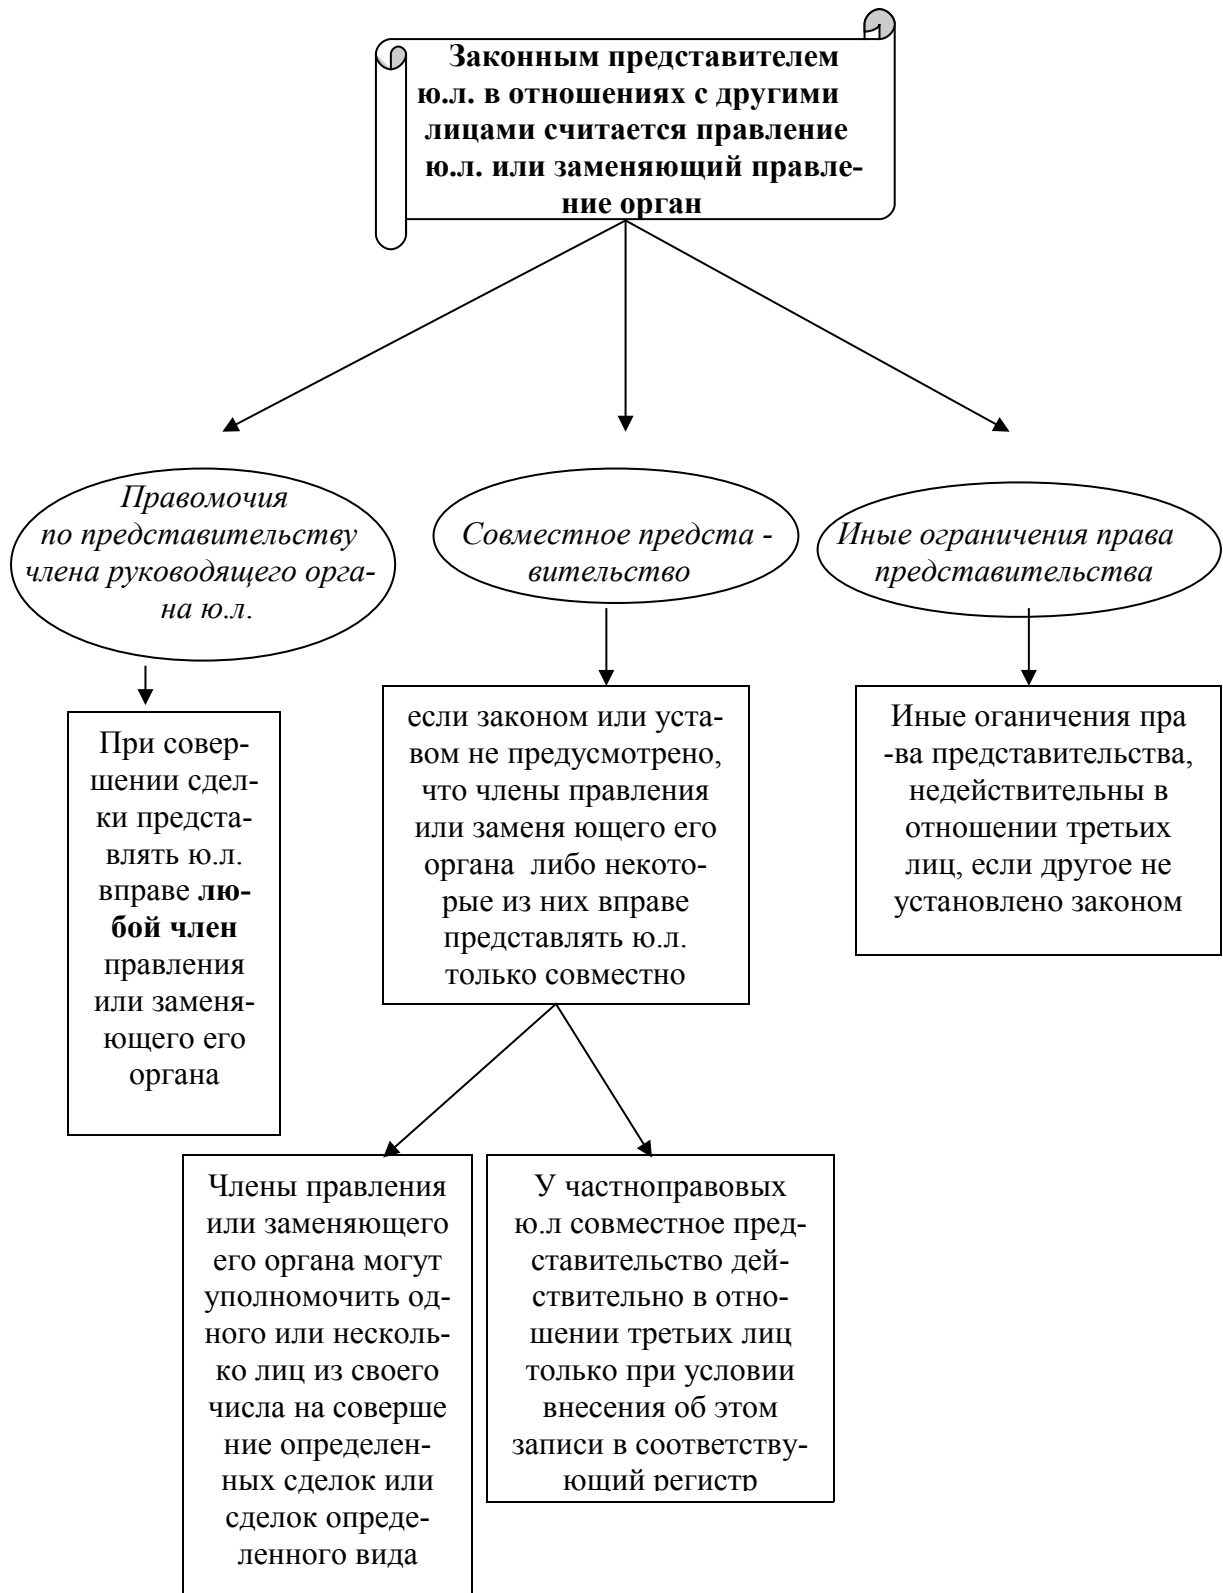 Законным представителем
ю.л. в отношениях с другими
лицами считается правление
ю.л. или заменяющий правле-
ние орган
Правомочия
по представительству
члена руководящего орга-
на ю.л.
Совместное предста -
вительство
Иные ограничения права
представительства
При совер-
шении сдел-
ки предста-
влять ю.л.
вправе лю-
бой член
правления
или заменя-
ющего его
органа
если законом или уста-
вом не предусмотрено,
что члены правления
или заменя ющего его
органа либо некото-
рые из них вправе
представлять ю.л.
только совместно
Иные оганичения пра
-ва представительства,
недействительны в
отношении третьих
лиц, если другое не
установлено законом
Члены правления
или заменяющего
его органа могут
уполномочить од-
ного или несколь-
ко лиц из своего
числа на соверше
ние определен-
ных сделок или
сделок опреде-
ленного вида
У частноправовых
ю.л совместное пред-
ставительство дей-
ствительно в отно-
шении третьих лиц
только при условии
внесения об этом
записи в соответству-
ющий регистр